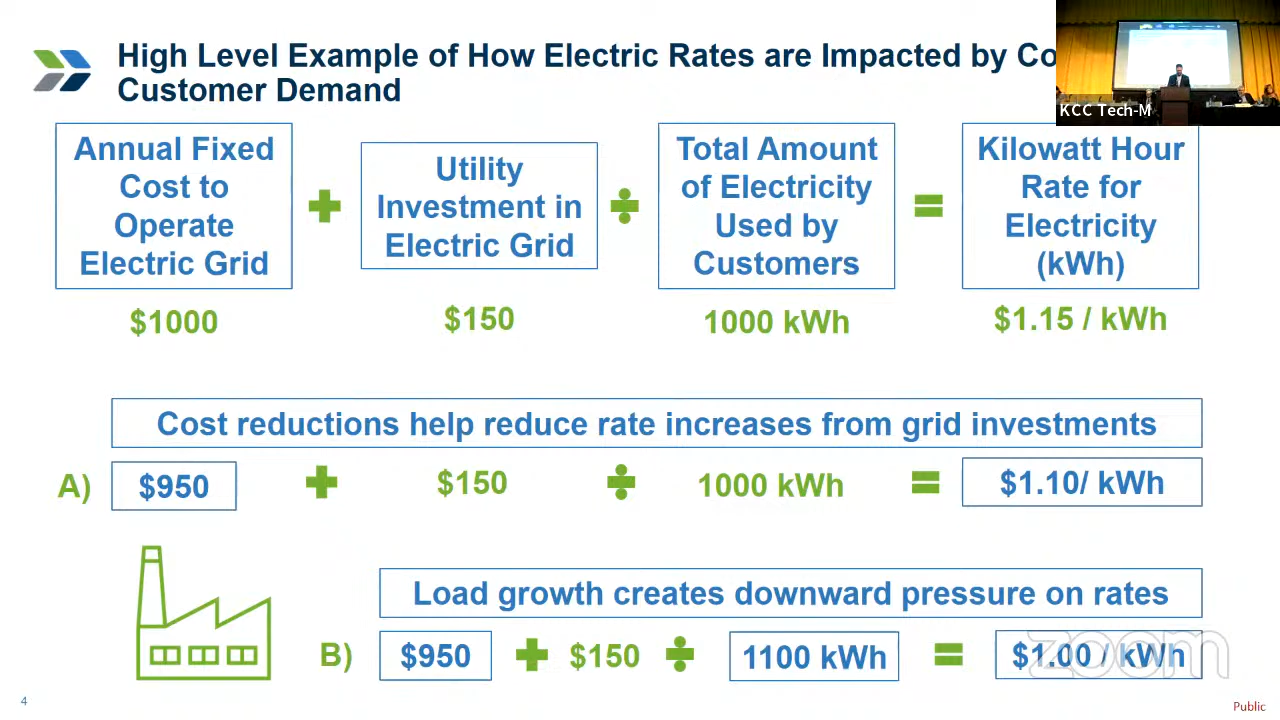 High Level Example of How Electric Rates are Impacted by
Customer Demand
KCC Tech-M
Annual Fixed
Cost to
Operate
Electric Grid
+
Utility
Investment in
Electric Grid
÷
Total Amount
of Electricity
Used by
Customers
=
Kilowatt Hour
Rate for
Electricity
(kWh)
$1000
$150
1000 kWh
$1.15 / kWh
Cost reductions help reduce rate increases from grid investments
A) $950 + $150 ÷ 1000 kWh = $1.10/ kWh
Load growth creates downward pressure on rates
B) $950 + $150 ÷ 1100 kWh = $1.00 / kWh
zoom
4
Public